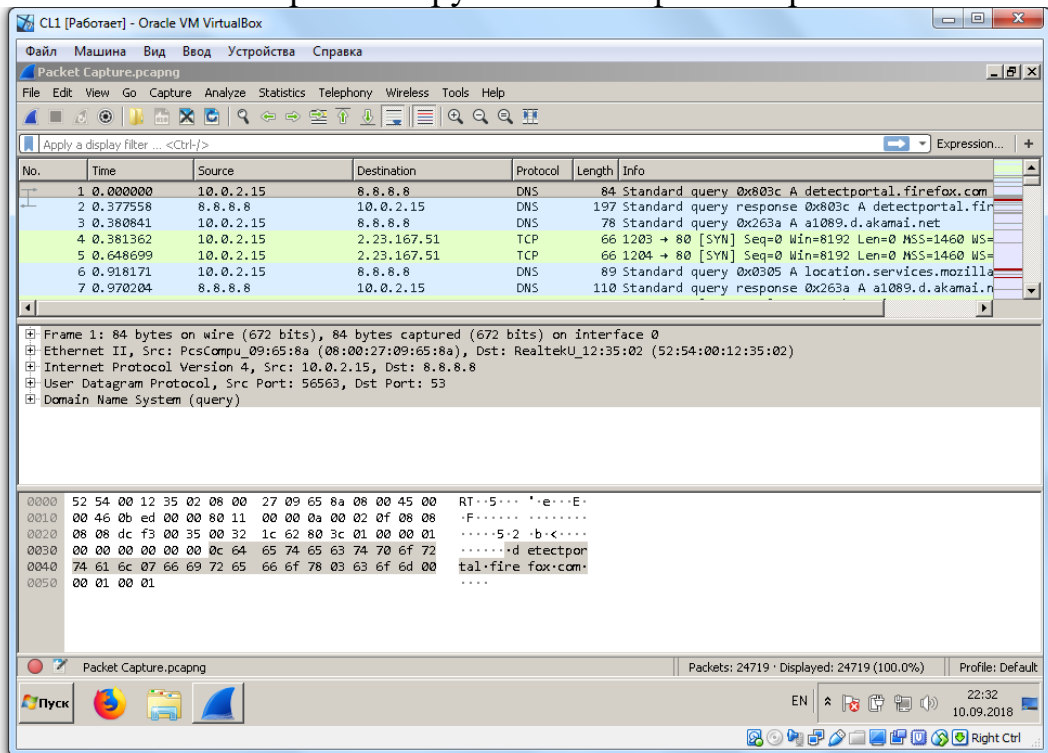 CL1 [Работает] - Oracle VM VirtualBox
Файл Машина Вид Ввод Устройства Справка
Packet Capture.pcapng
File Edit View Go Capture Analyze Statistics Telephony Wireless Tools Help
Apply a display filter ... <Ctrl-/> Expression... +
No. Time Source Destination Protocol Length Info
1 0.000000 10.0.2.15 8.8.8.8 DNS 84 Standard query 0x803c A detectportal.firefox.com
2 0.377558 8.8.8.8 10.0.2.15 DNS 197 Standard query response 0x803c A detectportal.fir
3 0.380841 10.0.2.15 8.8.8.8 DNS 78 Standard query 0x263a A a1089.d.akamai.net
4 0.381362 10.0.2.15 2.23.167.51 TCP 66 1203 → 80 [SYN] Seq=0 Win=8192 Len=0 MSS=1460 WS=
5 0.648699 10.0.2.15 2.23.167.51 TCP 66 1204 → 80 [SYN] Seq=0 Win=8192 Len=0 MSS=1460 WS=
6 0.918171 10.0.2.15 8.8.8.8 DNS 89 Standard query 0x0305 A location.services.mozilla
7 0.970204 8.8.8.8 10.0.2.15 DNS 110 Standard query response 0x263a A a1089.d.akamai.n
Frame 1: 84 bytes on wire (672 bits), 84 bytes captured (672 bits) on interface 0
Ethernet II, Src: PcsCompu_09:65:8a (08:00:27:09:65:8a), Dst: RealtekU_12:35:02 (52:54:00:12:35:02)
Internet Protocol Version 4, Src: 10.0.2.15, Dst: 8.8.8.8
User Datagram Protocol, Src Port: 56563, Dst Port: 53
Domain Name System (query)
0000 52 54 00 12 35 02 08 00 27 09 65 8a 08 00 45 00 RT··5··· '·e···E·
0010 00 46 0b ed 00 00 80 11 00 00 0a 00 02 0f 08 08 ·F······ ········
0020 08 08 dc f3 00 35 00 32 1c 62 80 3c 01 00 00 01 ·····5·2 ·b·<····
0030 00 00 00 00 00 00 0c 64 65 74 65 63 74 70 6f 72 ·······d etectpor
0040 74 61 6c 07 66 69 72 65 66 6f 78 03 63 6f 6d 00 tal·fire fox·com·
0050 00 01 00 01 ····
Packet Capture.pcapng Packets: 24719 · Displayed: 24719 (100.0%) Profile: Default
Пуск EN 22:32
10.09.2018
Right Ctrl